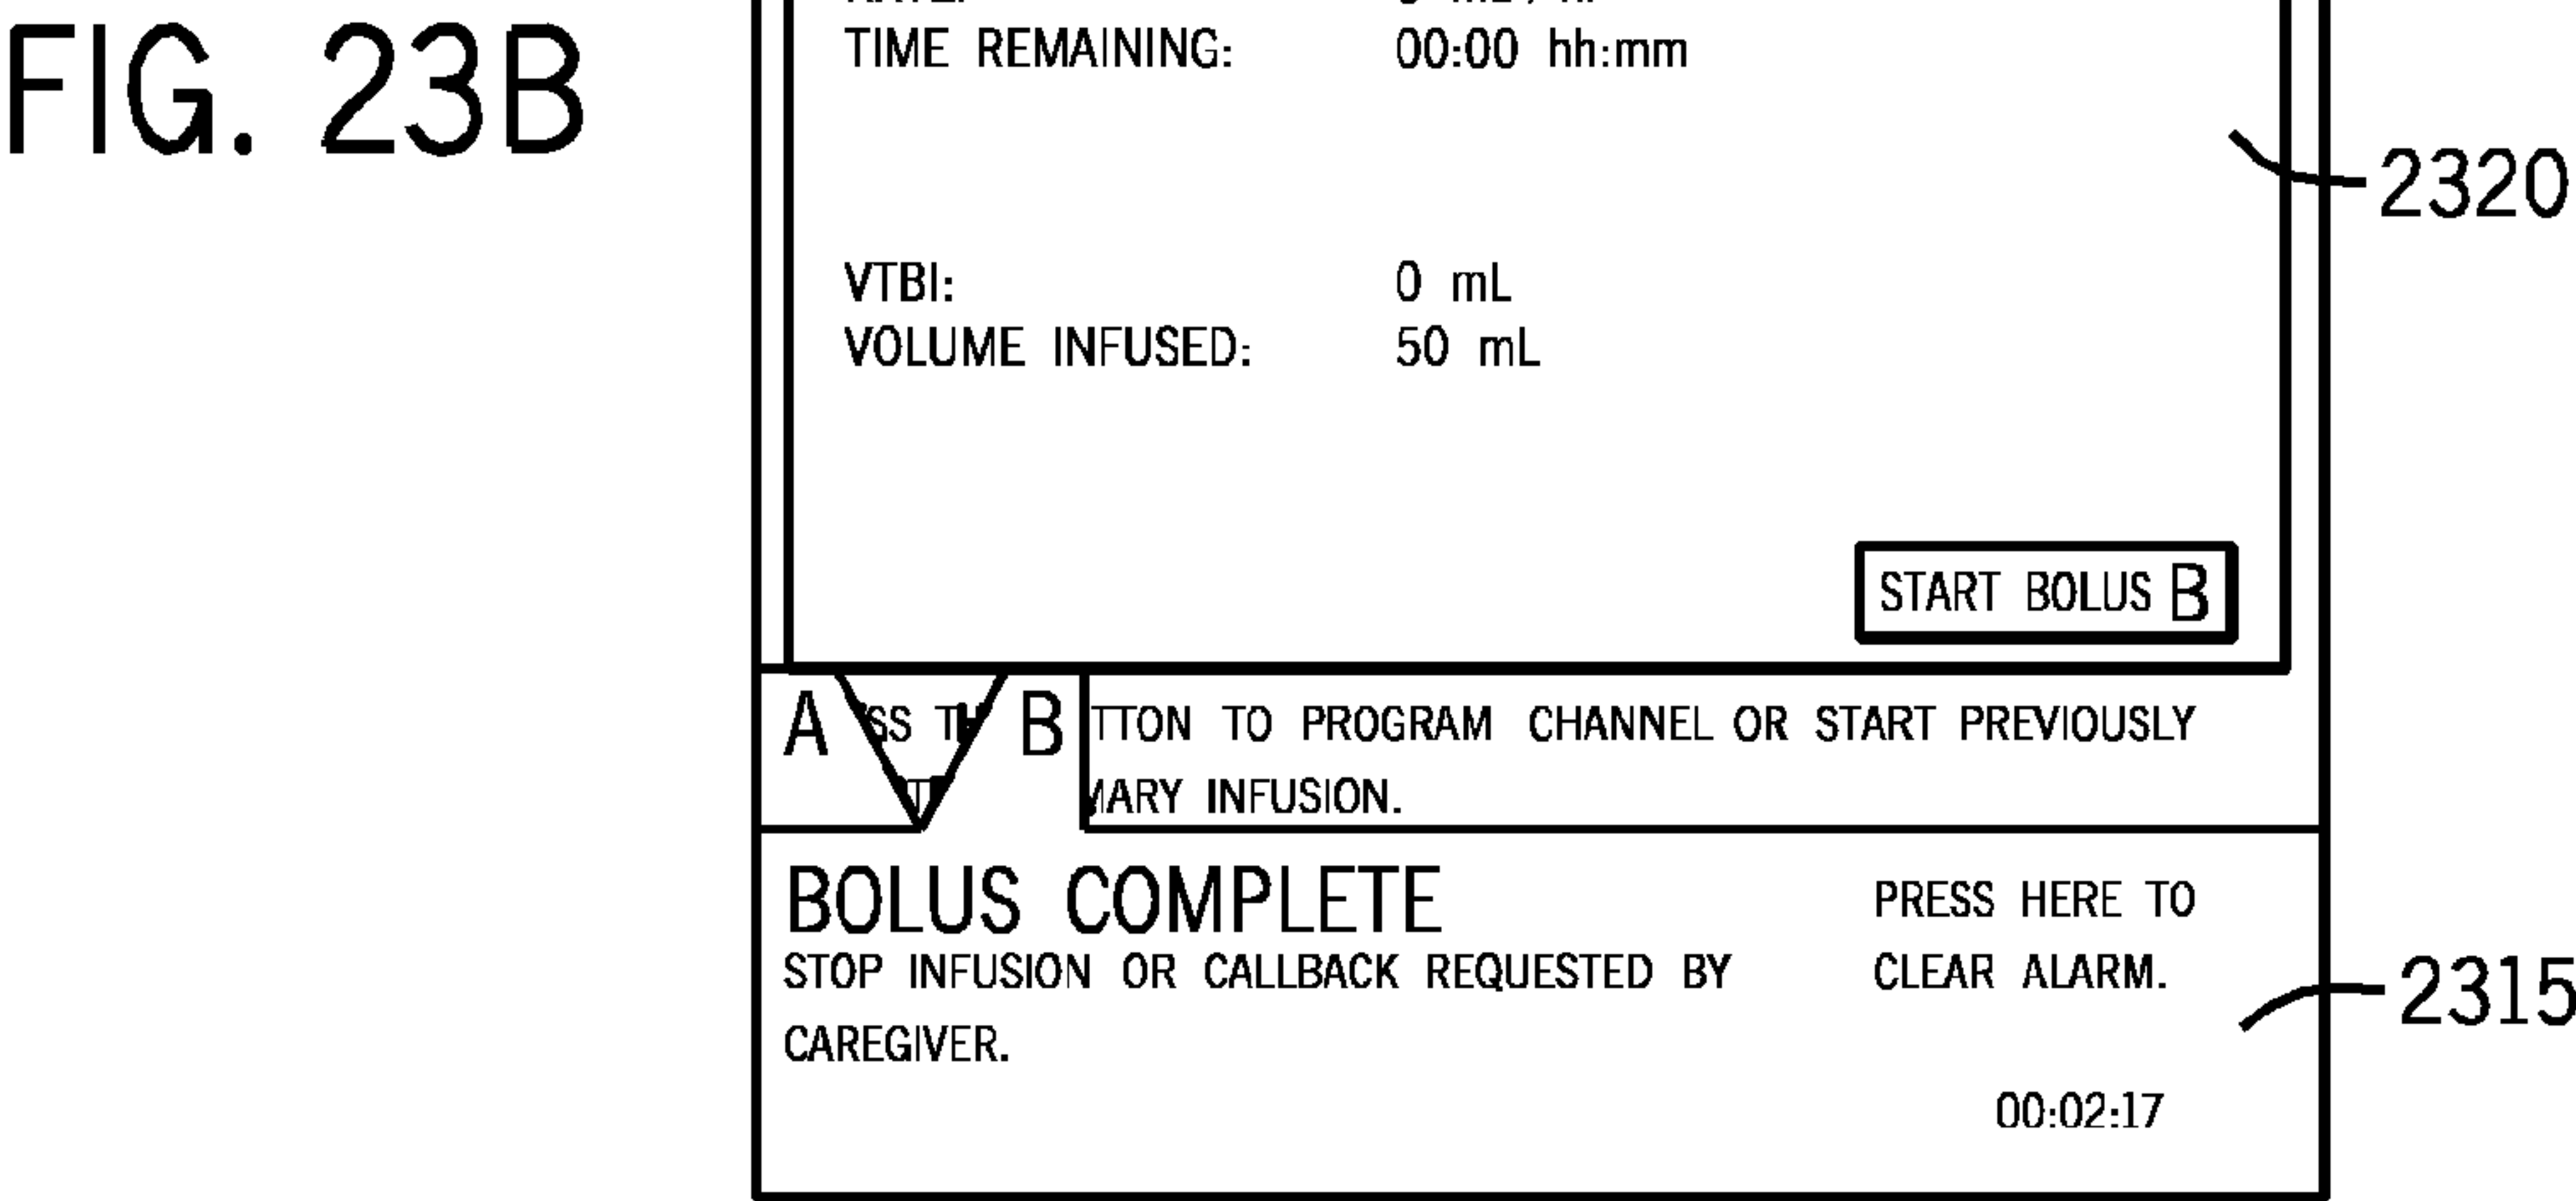 FIG. 23B
TIME REMAINING: 00:00 hh:mm
2320
VTBI: 0 mL
VOLUME INFUSED: 50 mL
START BOLUS B
A B TO PROGRAM CHANNEL OR START PREVIOUSLY
INFUSION.
BOLUS COMPLETE
PRESS HERE TO
STOP INFUSION OR CALLBACK REQUESTED BY
CLEAR ALARM.
2315
CAREGIVER.
00:02:17